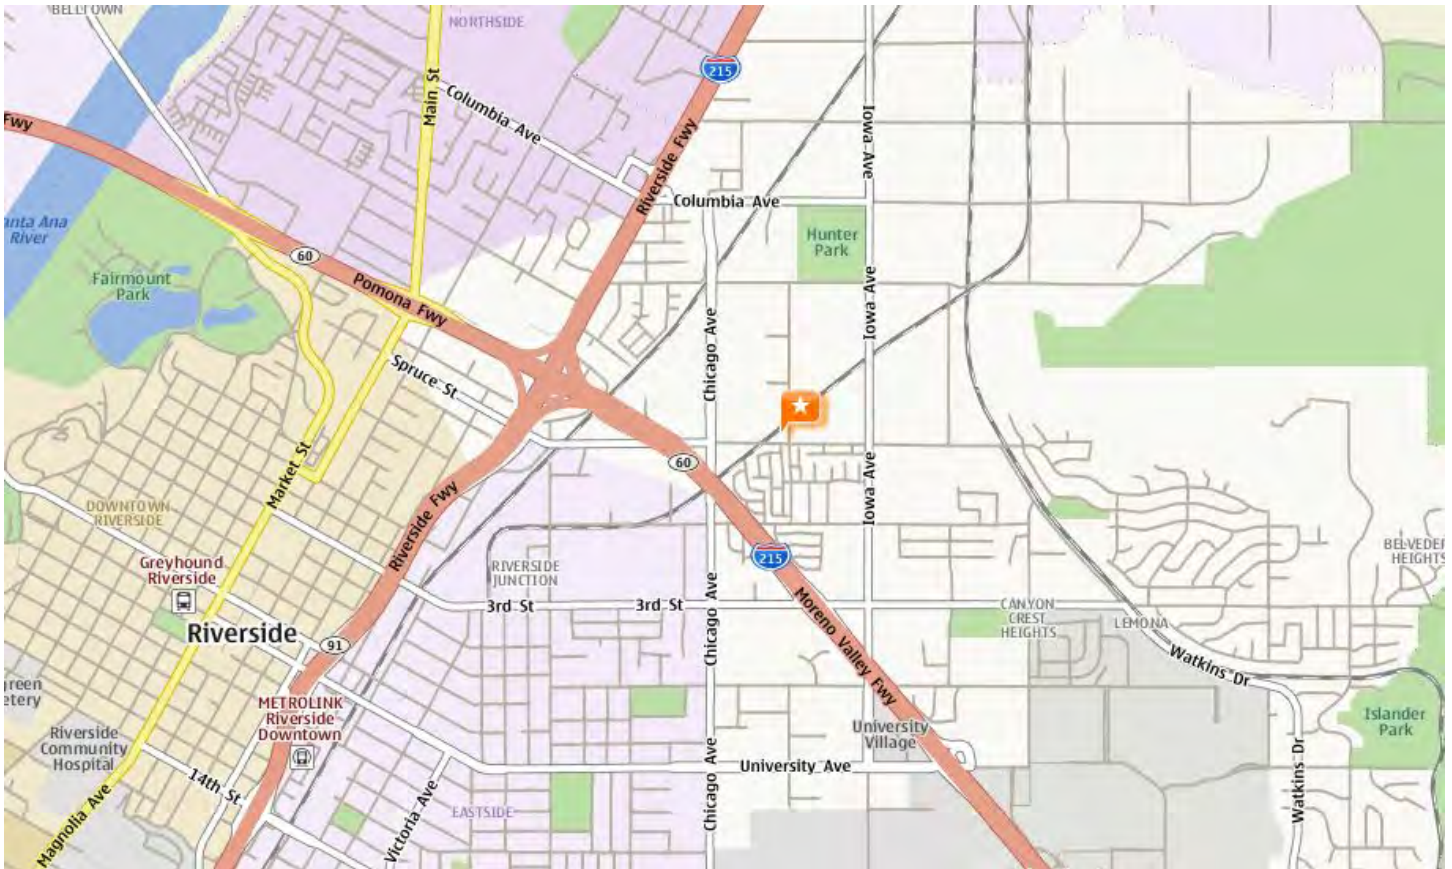 BELLTOWN
NORTHSIDE
215
Main St
Columbia Ave
Iowa Ave
Fwy
Riverside Fwy
Columbia Ave
anta Ana
River
Hunter
Park
60
Fairmount
Park
Pomona Fwy
Iowa Ave
Chicago Ave
Spruce St
Market St
60
Riverside Fwy
Iowa Ave
DOWNTOWN
RIVERSIDE
Greyhound
Riverside
215
RIVERSIDE
JUNCTION
BELVEDER
HEIGHTS
3rd St
3rd St
Chicago Ave
Moreno Valley Fwy
CANYON
CREST
HEIGHTS
LEMONA
Riverside
91
Watkins Dr
green
etery
METROLINK
Riverside
Downtown
University
Village
Islander
Park
Riverside
Community
Hospital
University Ave
Chicago Ave
Watkins Dr
14th St
Victoria Ave
EASTSIDE
Magnolia Ave